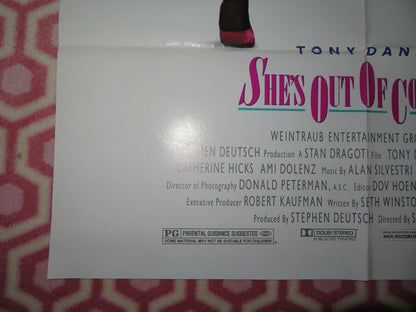 TONY DAN
SHE'S OUT OF CO
WEINTRAUB ENTERTAINMENT GRO
EN DEUTSCH Production A STAN DRAGOTI Film TONY D
CATHERINE HICKS AMI DOLENZ Music By ALAN SILVESTRI
Director of Photography DONALD PETERMAN, A.S.C. Editor DOV HOEN
Executive Producer ROBERT KAUFMAN Written By SETH WINSTO
Produced By STEPHEN DEUTSCH Directed By S
PG PARENTAL GUIDANCE SUGGESTED
SOME MATERIAL MAY NOT BE SUITABLE FOR CHILDREN
DOLBY STEREO
IN SELECTED THEATRES
MCA RECORDS